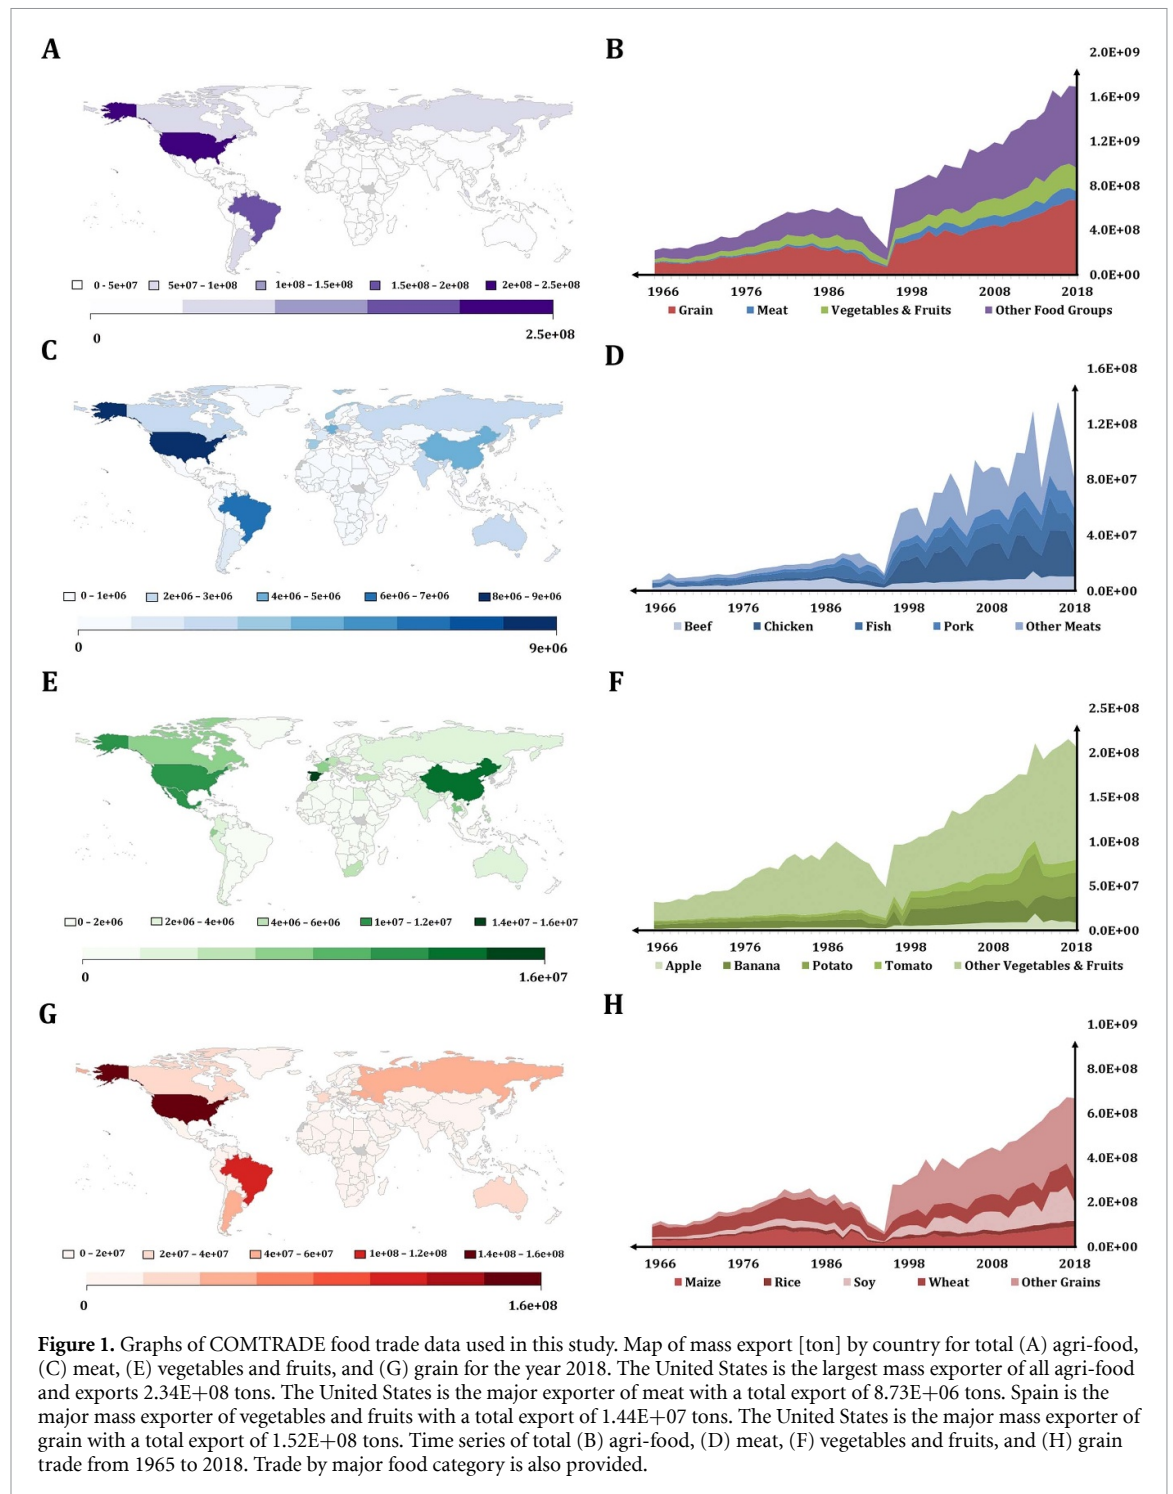 A
0 - 5e+07 5e+07 - 1e+08 1e+08 - 1.5e+08 1.5e+08 - 2e+08 2e+08 - 2.5e+08
0 2.5e+08
B
2.0E+09
1.6E+09
1.2E+09
8.0E+08
4.0E+08
0.0E+00
1966 1976 1986 1998 2008 2018
Grain Meat Vegetables & Fruits Other Food Groups
C
0 - 1e+06 2e+06 - 3e+06 4e+06 - 5e+06 6e+06 - 7e+06 8e+06 - 9e+06
0 9e+06
D
1.6E+08
1.2E+08
8.0E+07
4.0E+07
0.0E+00
1966 1976 1986 1998 2008 2018
Beef Chicken Fish Pork Other Meats
E
0 - 2e+06 2e+06 - 4e+06 4e+06 - 6e+06 1e+07 - 1.2e+07 1.4e+07 - 1.6e+07
0 1.6e+07
F
2.5E+08
2.0E+08
1.5E+08
1.0E+08
5.0E+07
0.0E+00
1966 1976 1986 1998 2008 2018
Apple Banana Potato Tomato Other Vegetables & Fruits
G
0 - 2e+07 2e+07 - 4e+07 4e+07 - 6e+07 1e+08 - 1.2e+08 1.4e+08 - 1.6e+08
0 1.6e+08
H
1.0E+09
8.0E+08
6.0E+08
4.0E+08
2.0E+08
0.0E+00
1966 1976 1986 1998 2008 2018
Maize Rice Soy Wheat Other Grains
Figure 1. Graphs of COMTRADE food trade data used in this study. Map of mass export [ton] by country for total (A) agri-food,
(C) meat, (E) vegetables and fruits, and (G) grain for the year 2018. The United States is the largest mass exporter of all agri-food
and exports 2.34E+08 tons. The United States is the major exporter of meat with a total export of 8.73E+06 tons. Spain is the
major mass exporter of vegetables and fruits with a total export of 1.44E+07 tons. The United States is the major mass exporter of
grain with a total export of 1.52E+08 tons. Time series of total (B) agri-food, (D) meat, (F) vegetables and fruits, and (H) grain
trade from 1965 to 2018. Trade by major food category is also provided.